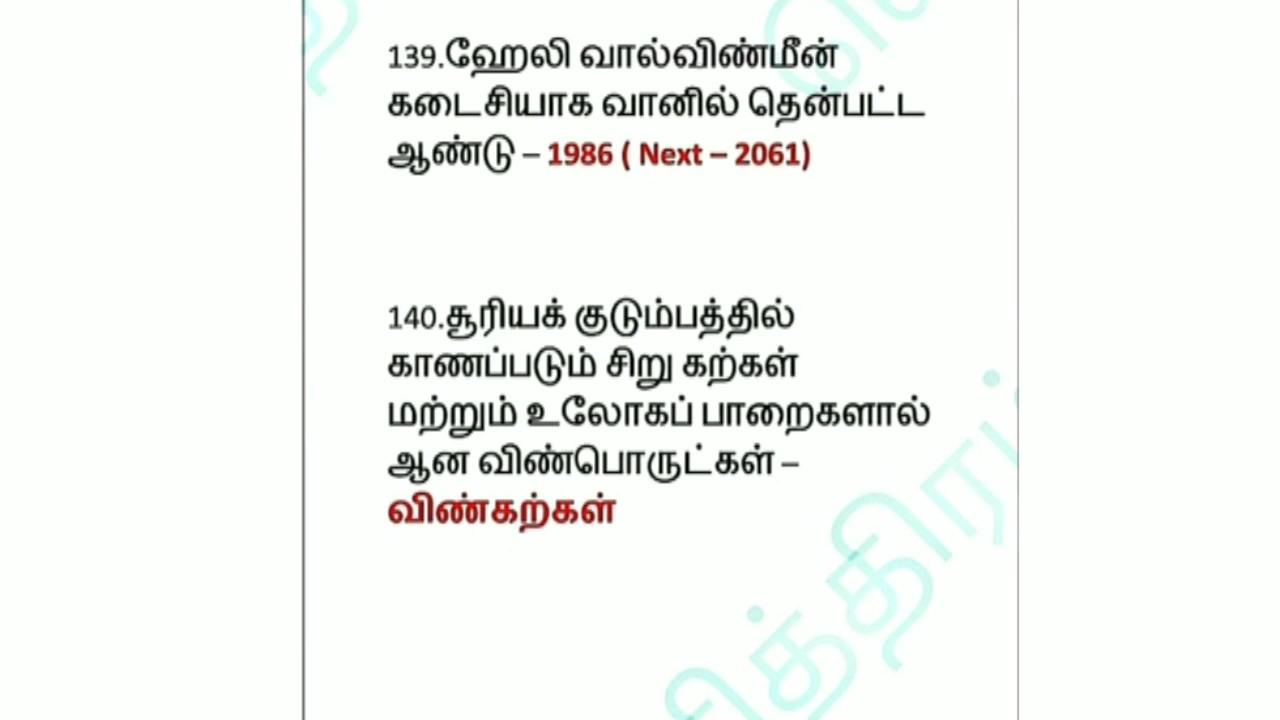 139.ஹேலி வால்விண்மீன்
கடைசியாக வானில் தென்பட்ட
ஆண்டு – 1986 ( Next – 2061)
140.சூரியக் குடும்பத்தில்
காணப்படும் சிறு கற்கள்
மற்றும் உலோகப் பாறைகளால்
ஆன விண்பொருட்கள் –
விண்கற்கள்